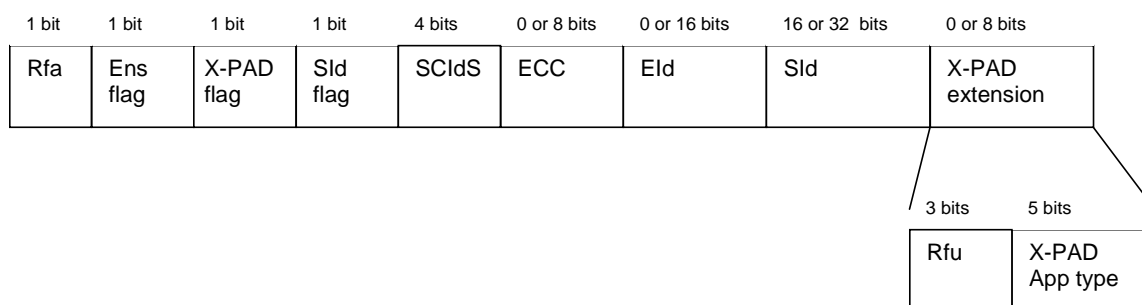 1 bit 1 bit 1 bit 1 bit 4 bits 0 or 8 bits 0 or 16 bits 16 or 32 bits 0 or 8 bits
Rfa Ens flag X-PAD flag SId flag SCIdS ECC EId SId X-PAD extension
3 bits 5 bits
Rfu X-PAD App type